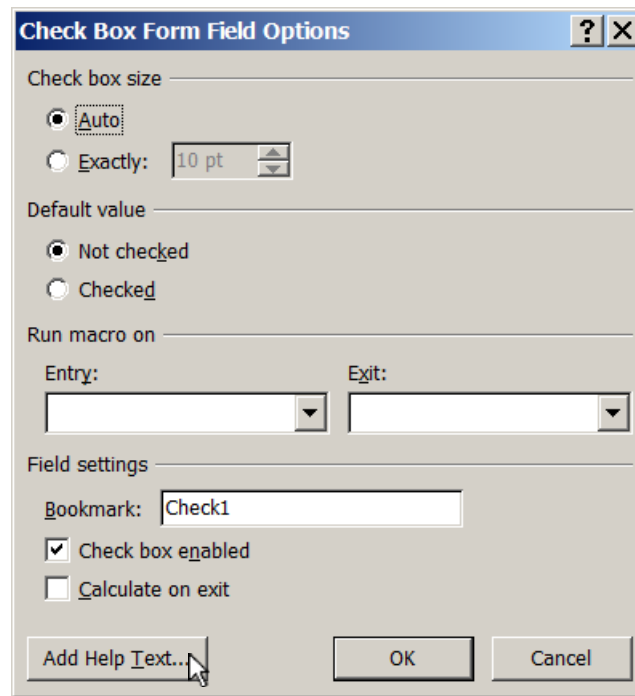 Check Box Form Field Options
Check box size
Auto
Exactly: 10 pt
Default value
Not checked
Checked
Run macro on
Entry: Exit:
Field settings
Bookmark: Check1
Check box enabled
Calculate on exit
Add Help Text... OK Cancel